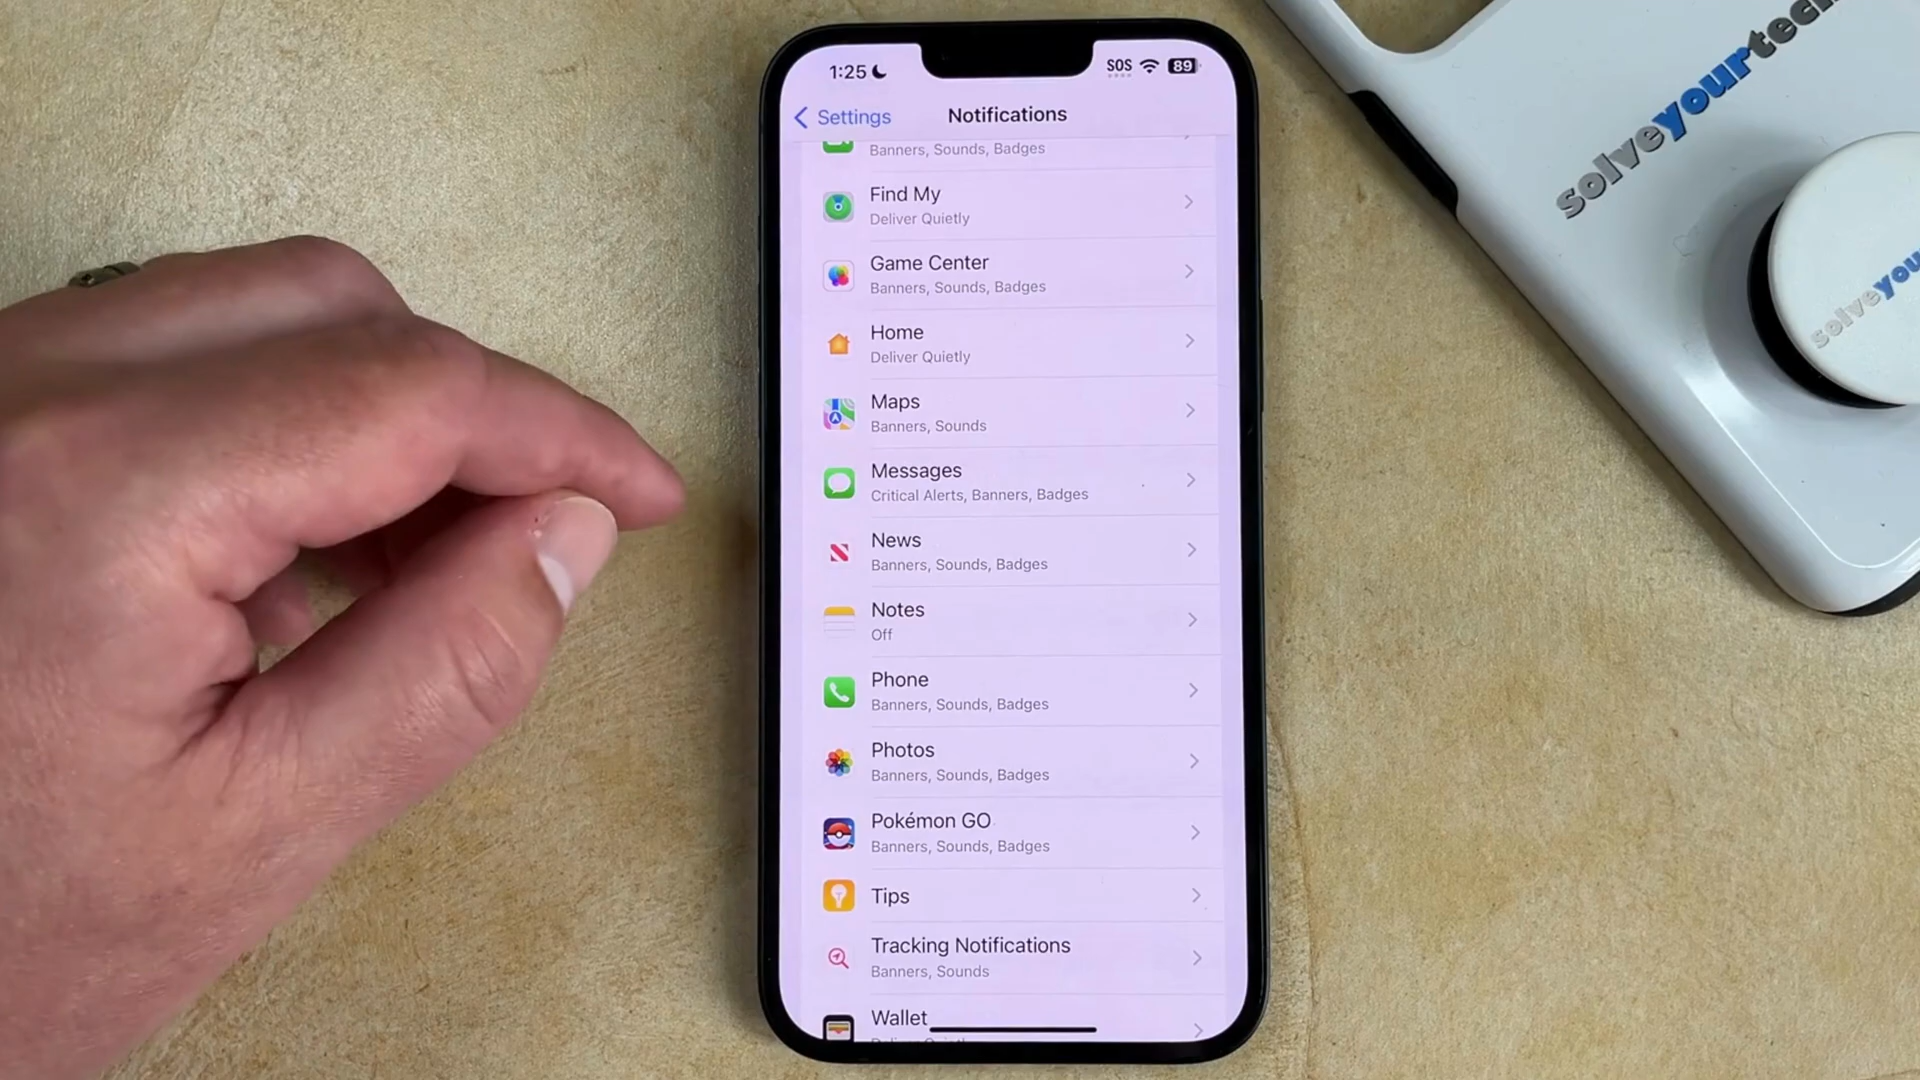 1:25
SOS
89
Settings
Notifications
Banners, Sounds, Badges
Find My
Deliver Quietly
Game Center
Banners, Sounds, Badges
Home
Deliver Quietly
Maps
Banners, Sounds
Messages
Critical Alerts, Banners, Badges
News
Banners, Sounds, Badges
Notes
Off
Phone
Banners, Sounds, Badges
Photos
Banners, Sounds, Badges
Pokémon GO
Banners, Sounds, Badges
Tips
Tracking Notifications
Banners, Sounds
Wallet
solveyourtech
solveyou